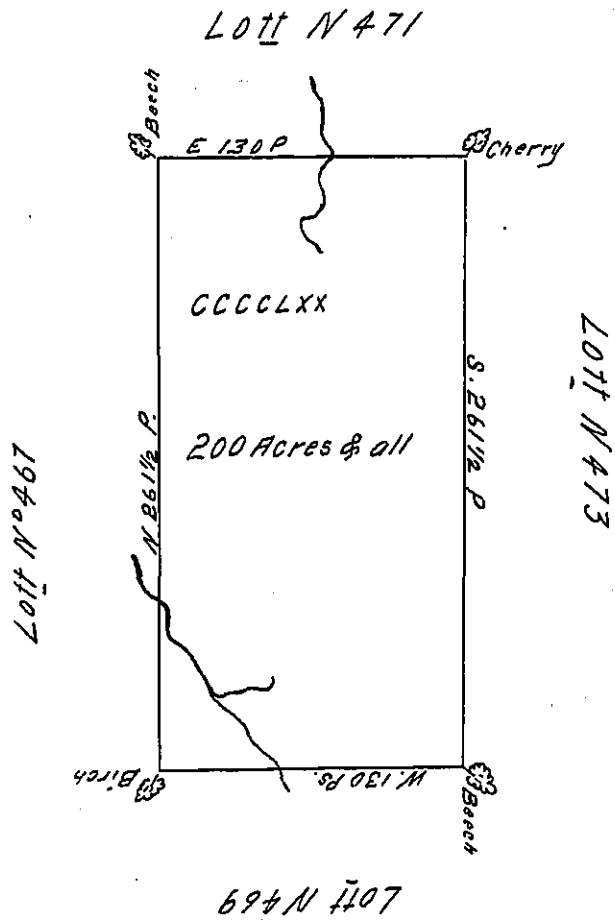 Lott N 471
Beech
E 130 P
Cherry
CCCCLXX
200 Acres & all
N 261½ P.
S. 261½ P
Lott Nº 467
Lott N 473
Birch
W. 130 Ps.
Beech
Lott N 469